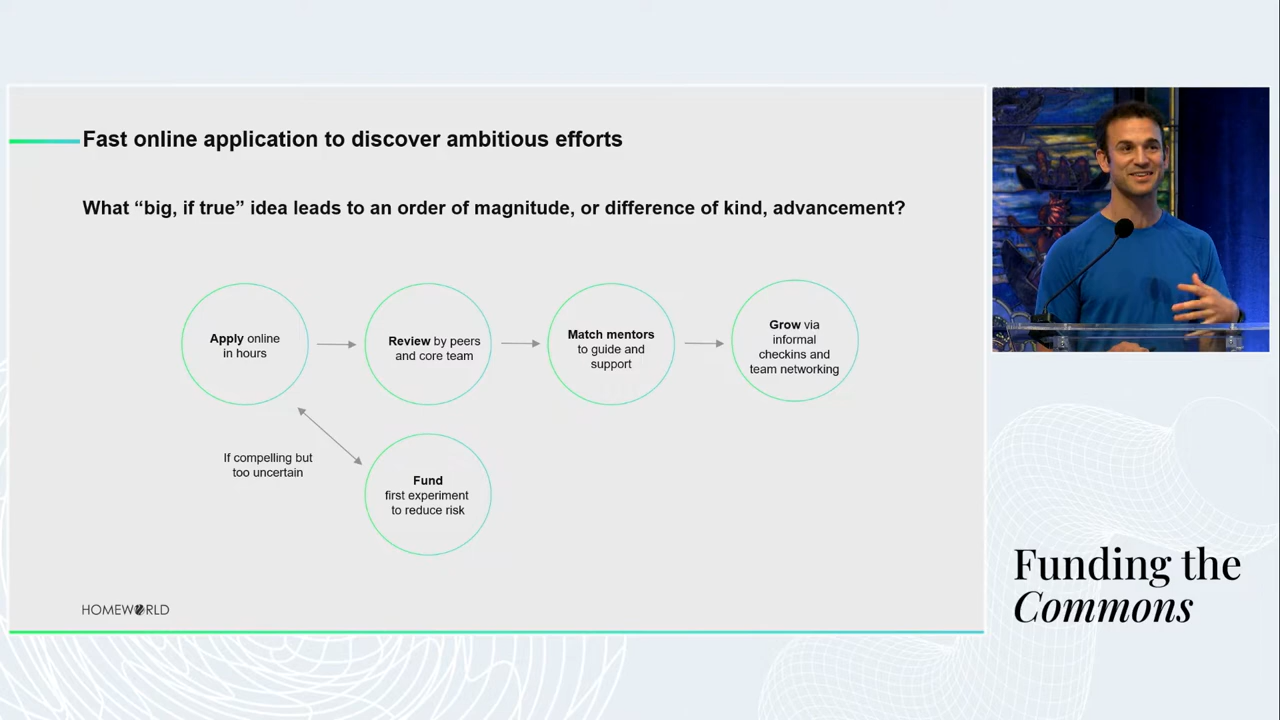 Fast online application to discover ambitious efforts
What “big, if true” idea leads to an order of magnitude, or difference of kind, advancement?
Apply online
in hours
Review by peers
and core team
Match mentors
to guide and
support
Grow via
informal
checkins and
team networking
If compelling but
too uncertain
Fund
first experiment
to reduce risk
HOMEWORLD
Funding the
Commons